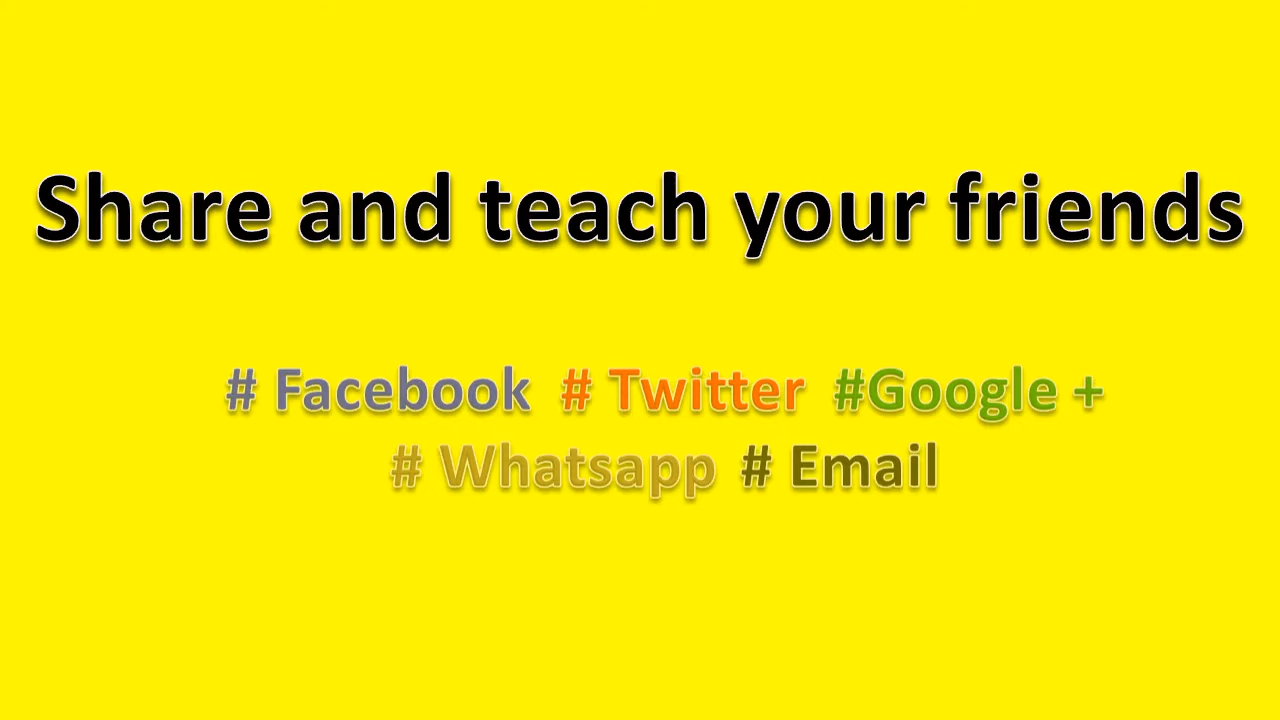 Share and teach your friends
# Facebook # Twitter #Google +
# Whatsapp # Email